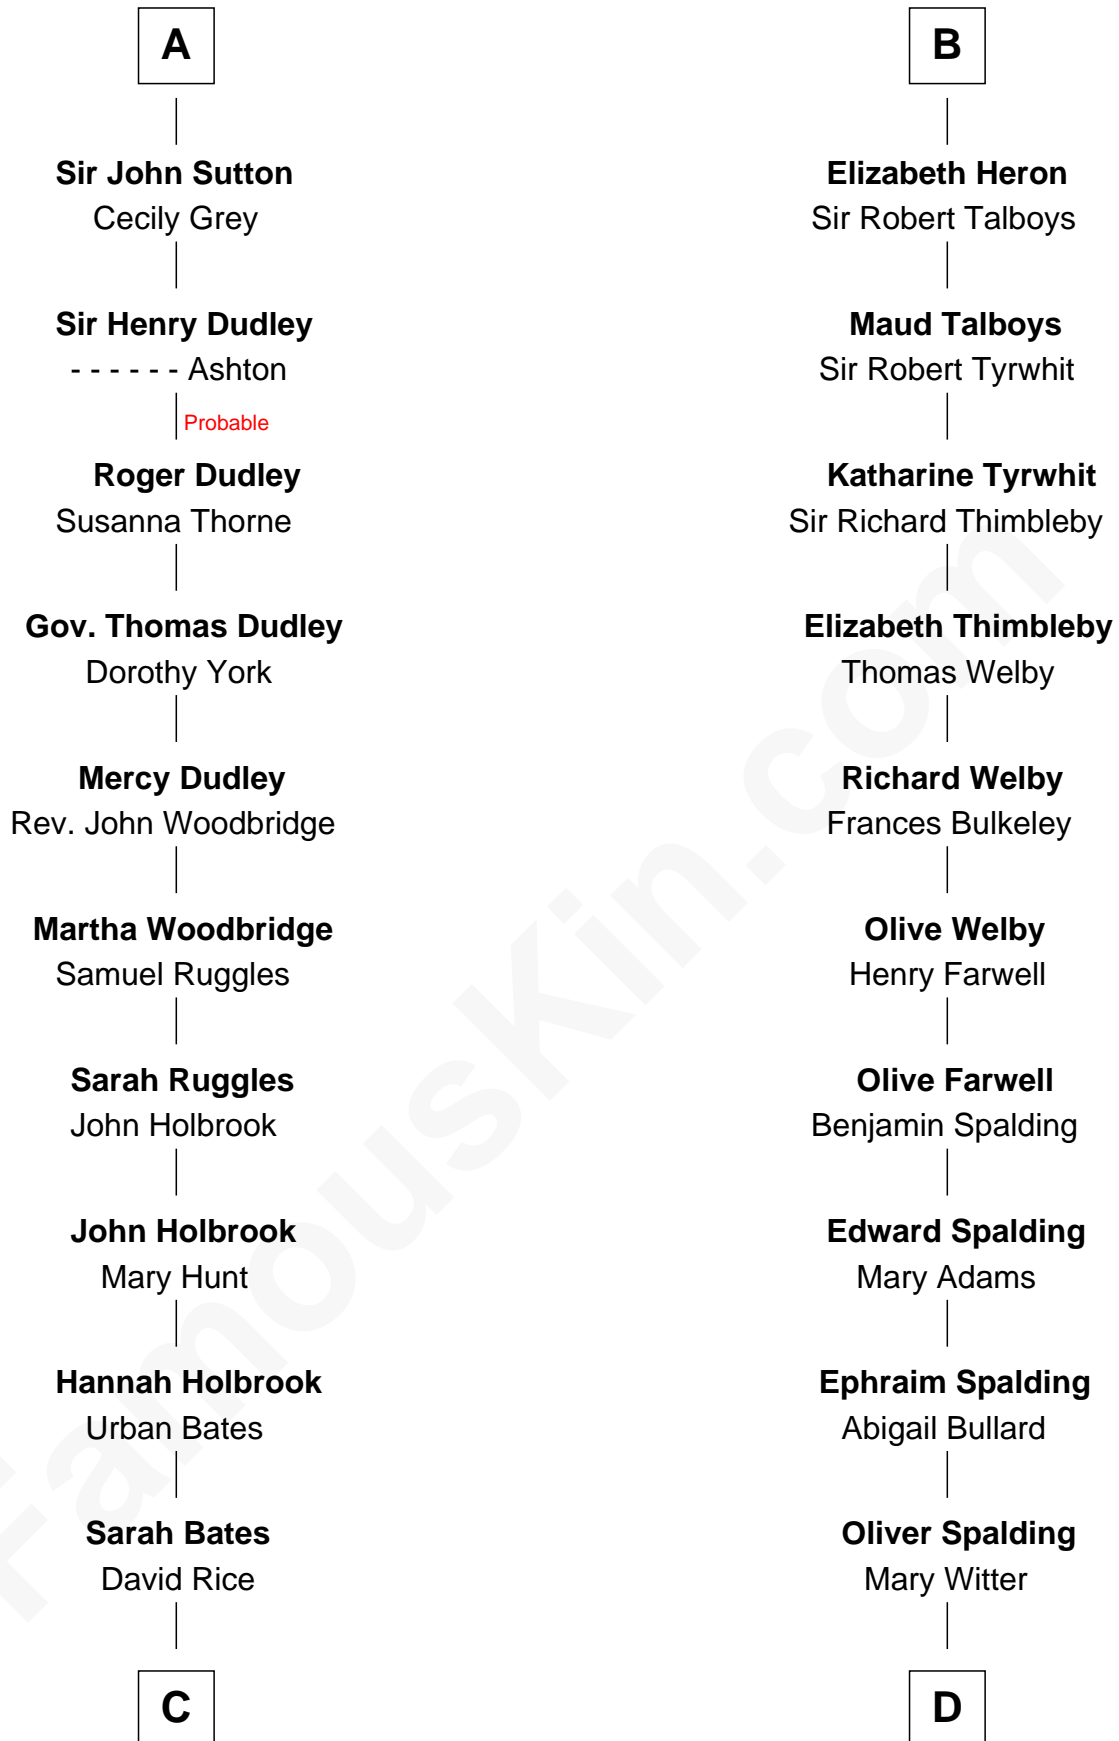 A
Sir John Sutton
Cecily Grey
Sir Henry Dudley
- - - - - - Ashton
Probable
Roger Dudley
Susanna Thorne
Gov. Thomas Dudley
Dorothy York
Mercy Dudley
Rev. John Woodbridge
Martha Woodbridge
Samuel Ruggles
Sarah Ruggles
John Holbrook
John Holbrook
Mary Hunt
Hannah Holbrook
Urban Bates
Sarah Bates
David Rice
C
B
Elizabeth Heron
Sir Robert Talboys
Maud Talboys
Sir Robert Tyrwhit
Katharine Tyrwhit
Sir Richard Thimbleby
Elizabeth Thimbleby
Thomas Welby
Richard Welby
Frances Bulkeley
Olive Welby
Henry Farwell
Olive Farwell
Benjamin Spalding
Edward Spalding
Mary Adams
Ephraim Spalding
Abigail Bullard
Oliver Spalding
Mary Witter
D
FamousKin.com